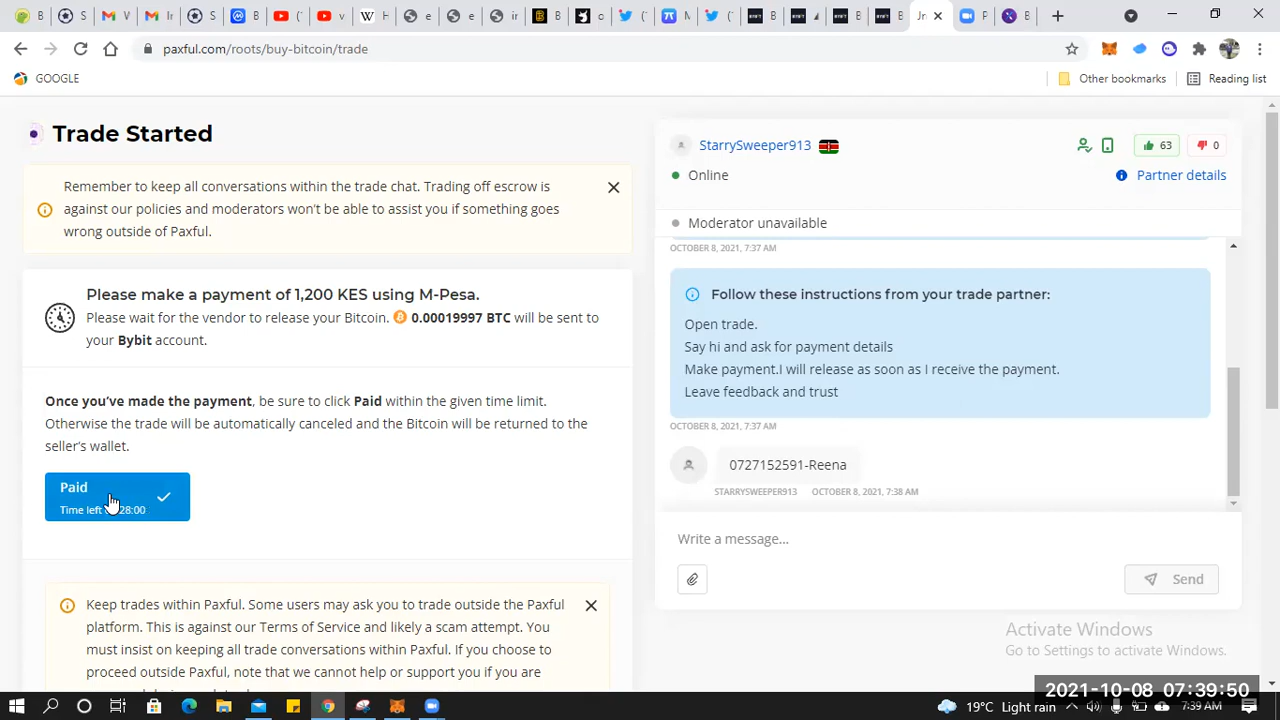 S
W
In
S
B
(
v
W
e
e
in
B
c
(
N
(
B
A
B
B
Jr
P
B
paxful.com/roots/buy-bitcoin/trade
GOOGLE
Other bookmarks
Reading list
Trade Started
Remember to keep all conversations within the trade chat. Trading off escrow is
against our policies and moderators won't be able to assist you if something goes
wrong outside of Paxful.
Please make a payment of 1,200 KES using M-Pesa.
Please wait for the vendor to release your Bitcoin. 0.00019997 BTC will be sent to
your Bybit account.
Once you've made the payment, be sure to click Paid within the given time limit.
Otherwise the trade will be automatically canceled and the Bitcoin will be returned to the
seller's wallet.
Paid
Time left 28:00
Keep trades within Paxful. Some users may ask you to trade outside the Paxful
platform. This is against our Terms of Service and likely a scam attempt. You
must insist on keeping all trade conversations within Paxful. If you choose to
proceed outside Paxful, note that we cannot help or support you if you are
StarrySweeper913
63
0
Online
Partner details
Moderator unavailable
OCTOBER 8, 2021, 7:37 AM
Follow these instructions from your trade partner:
Open trade.
Say hi and ask for payment details
Make payment.I will release as soon as I receive the payment.
Leave feedback and trust
OCTOBER 8, 2021, 7:37 AM
0727152591-Reena
STARRYSWEEPER913 OCTOBER 8, 2021, 7:38 AM
Write a message...
Send
Activate Windows
Go to Settings to activate Windows.
2021-10-08 07:39:50
19°C Light rain
7:39 AM